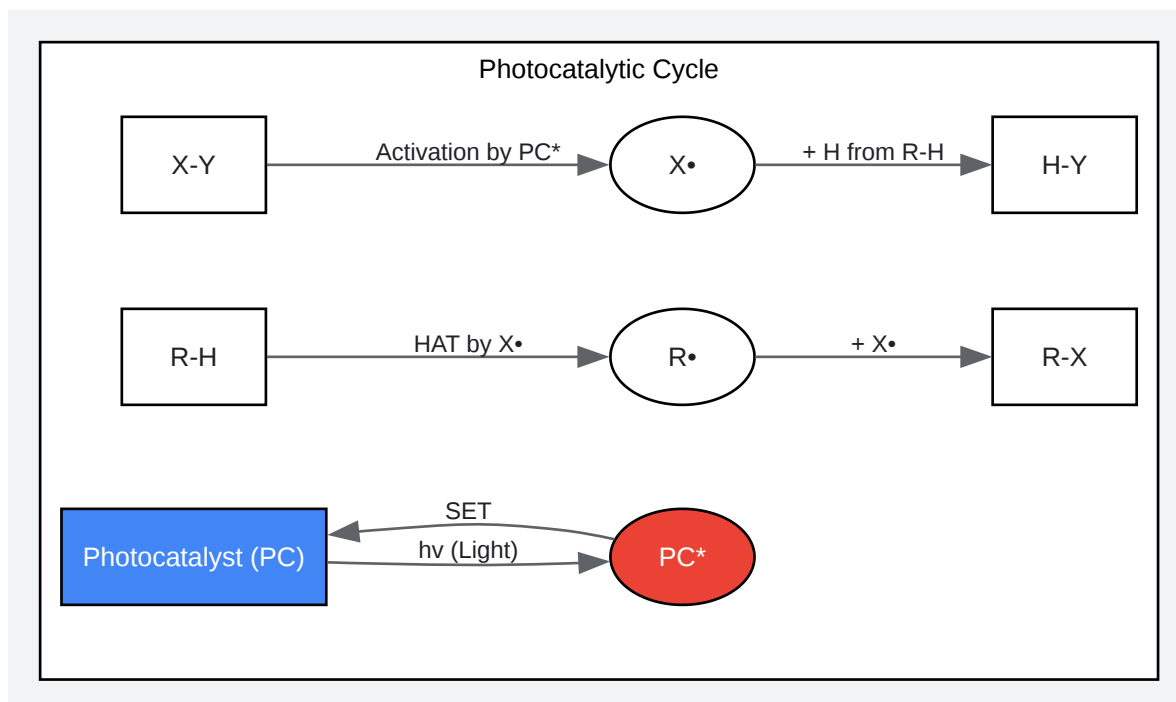 Photocatalytic Cycle
X-Y
Activation by PC*
X•
+ H from R-H
H-Y
R-H
HAT by X•
R•
+ X•
R-X
SET
Photocatalyst (PC)
hv (Light)
PC*